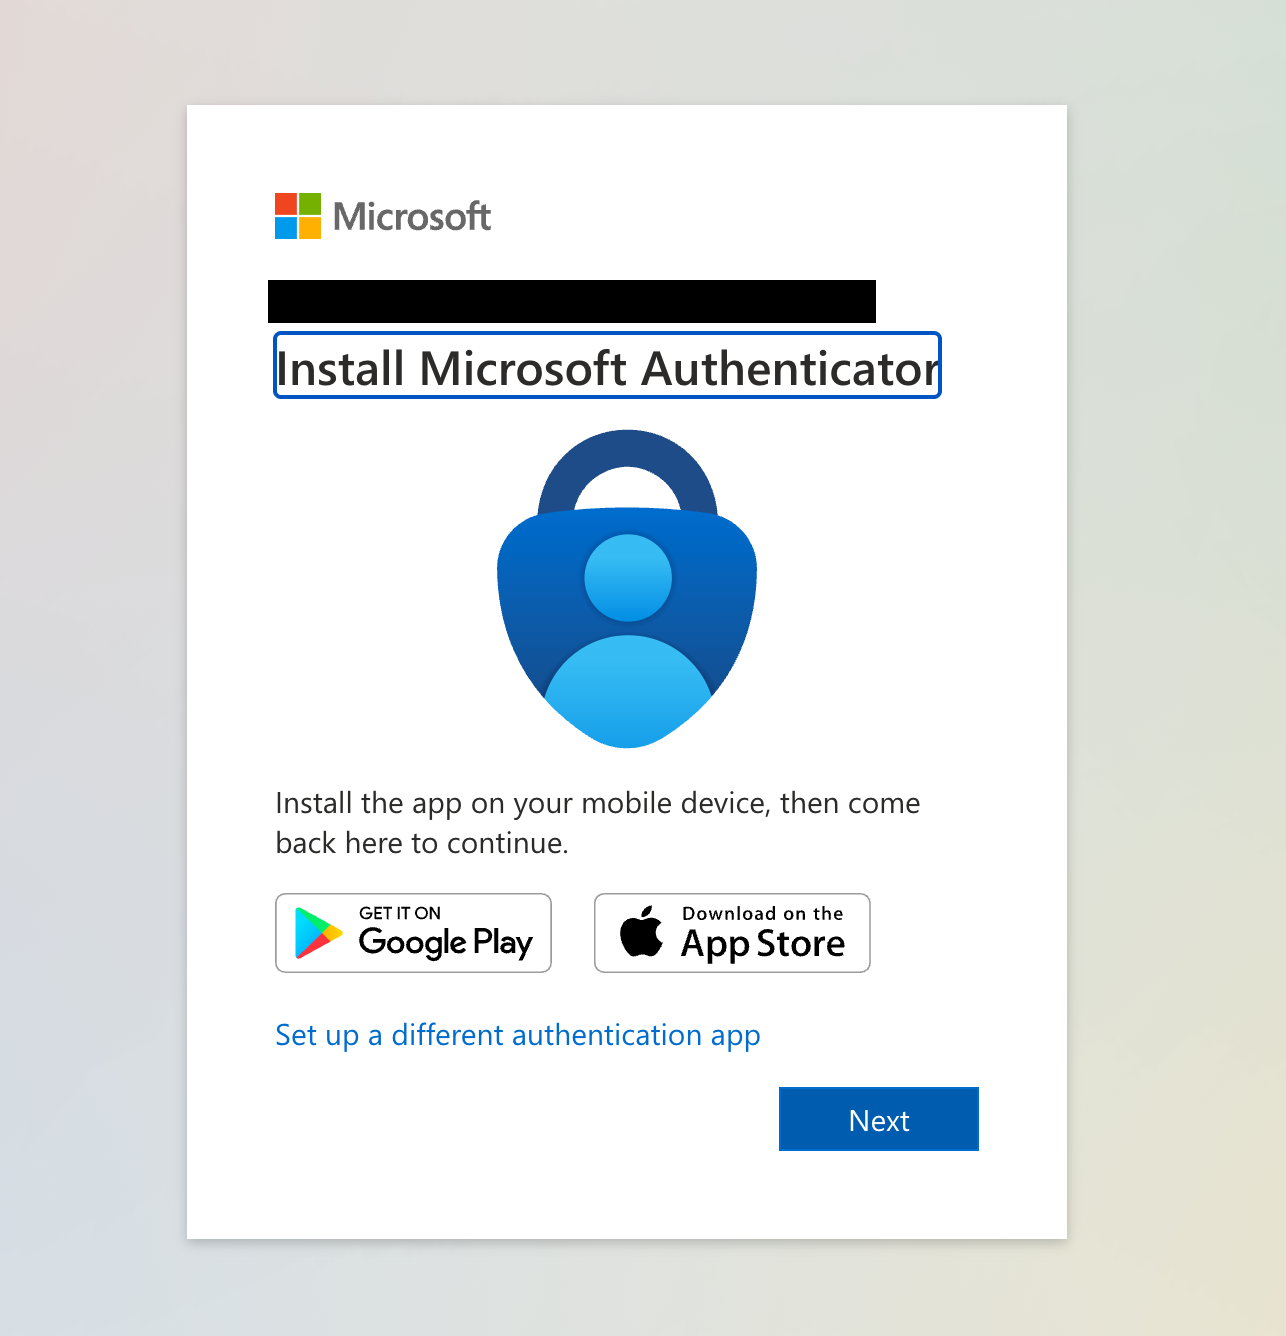 Microsoft
Install Microsoft Authenticator
Install the app on your mobile device, then come
back here to continue.
GET IT ON
Google Play
Download on the
App Store
Set up a different authentication app
Next